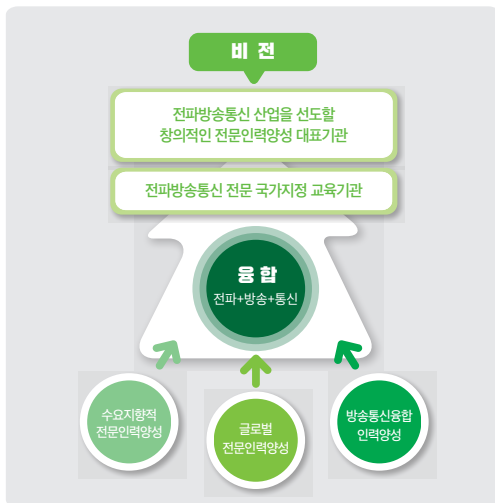 비 전
전파방송통신 산업을 선도할
창의적인 전문인력양성 대표기관
전파방송통신 전문 국가지정 교육기관
융 합
전파+방송+통신
수요지향적
전문인력양성
글로벌
전문인력양성
방송통신융합
인력양성